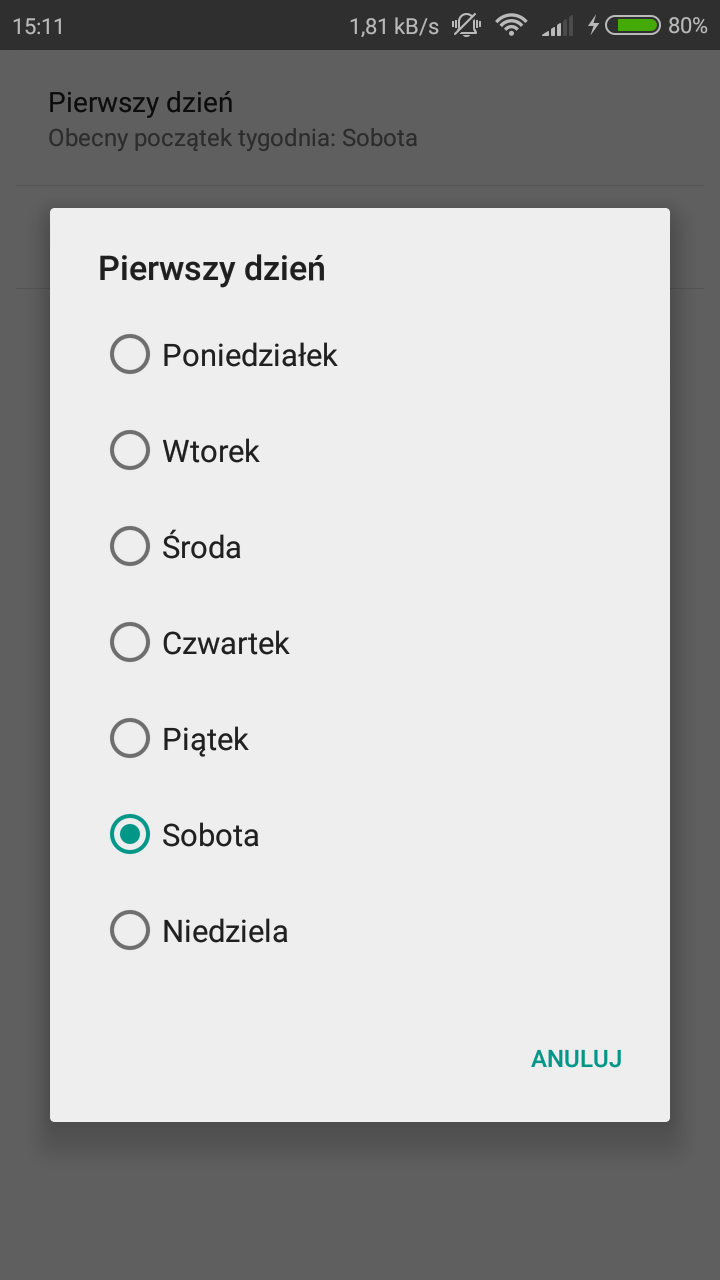 15:11 1,81 kB/s 80%
Pierwszy dzień
Obecny początek tygodnia: Sobota
Pierwszy dzień
Poniedziałek
Wtorek
Środa
Czwartek
Piątek
Sobota
Niedziela
ANULUJ